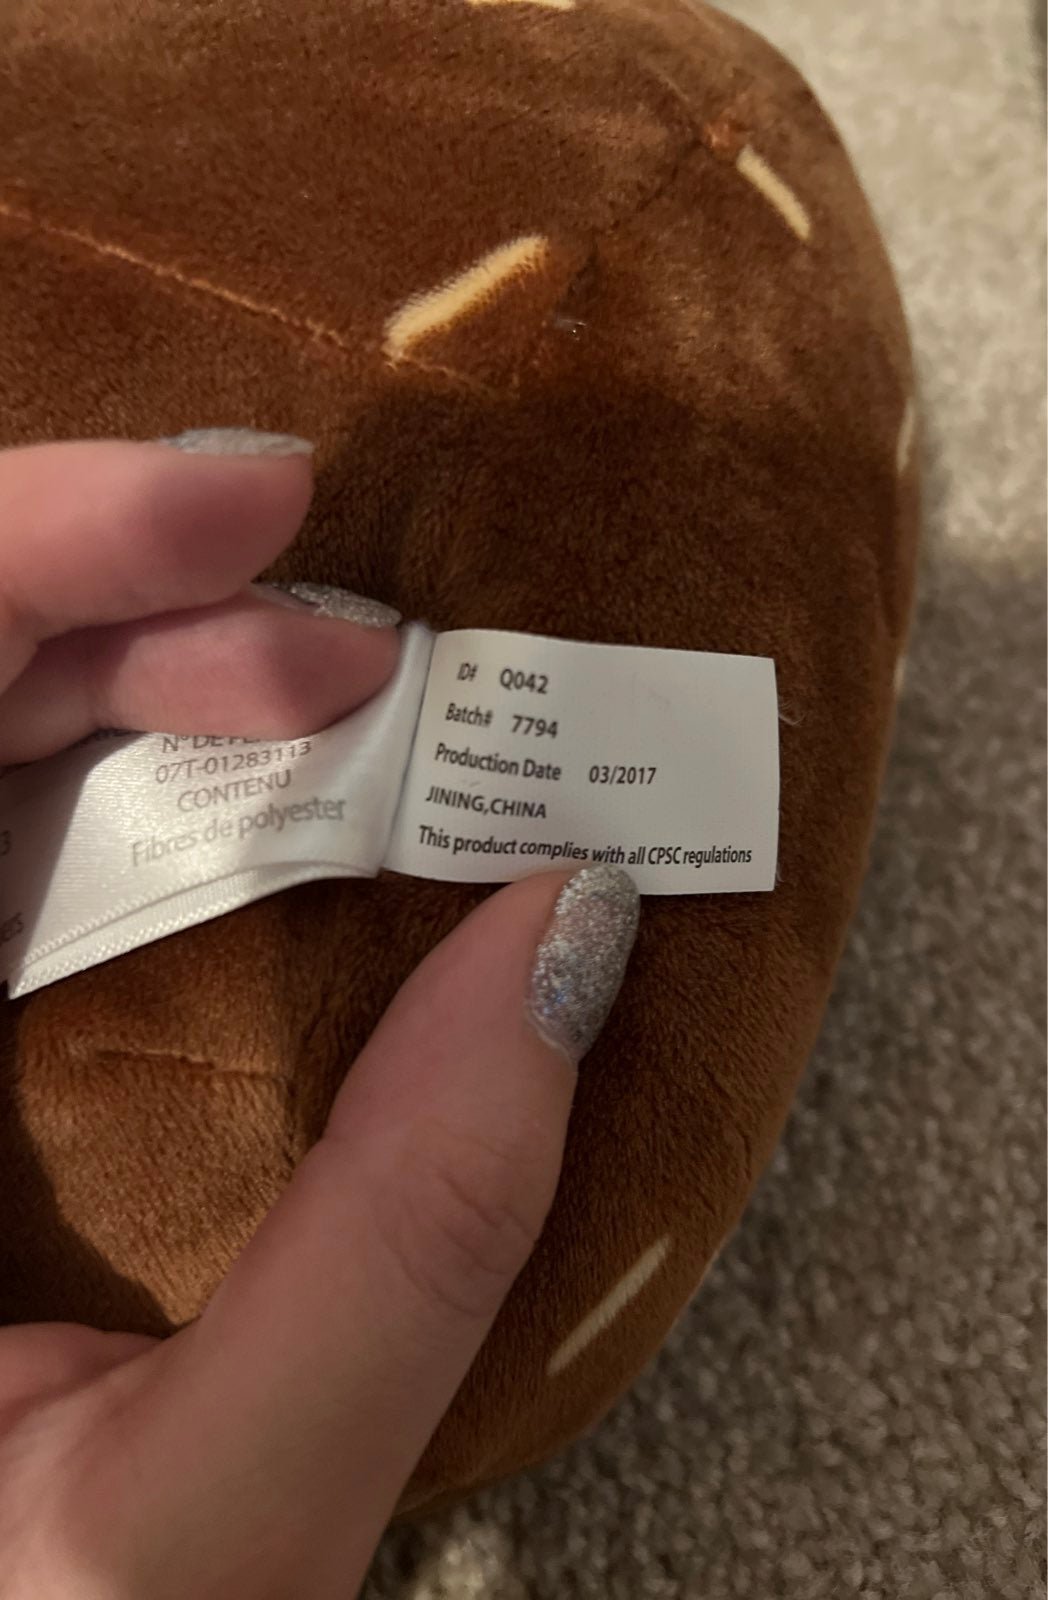 ID# Q042
Batch# 7794
Production Date 03/2017
JINING,CHINA
This product complies with all CPSC regulations
N° DE
07T-01283113
CONTENU
Fibres de polyester